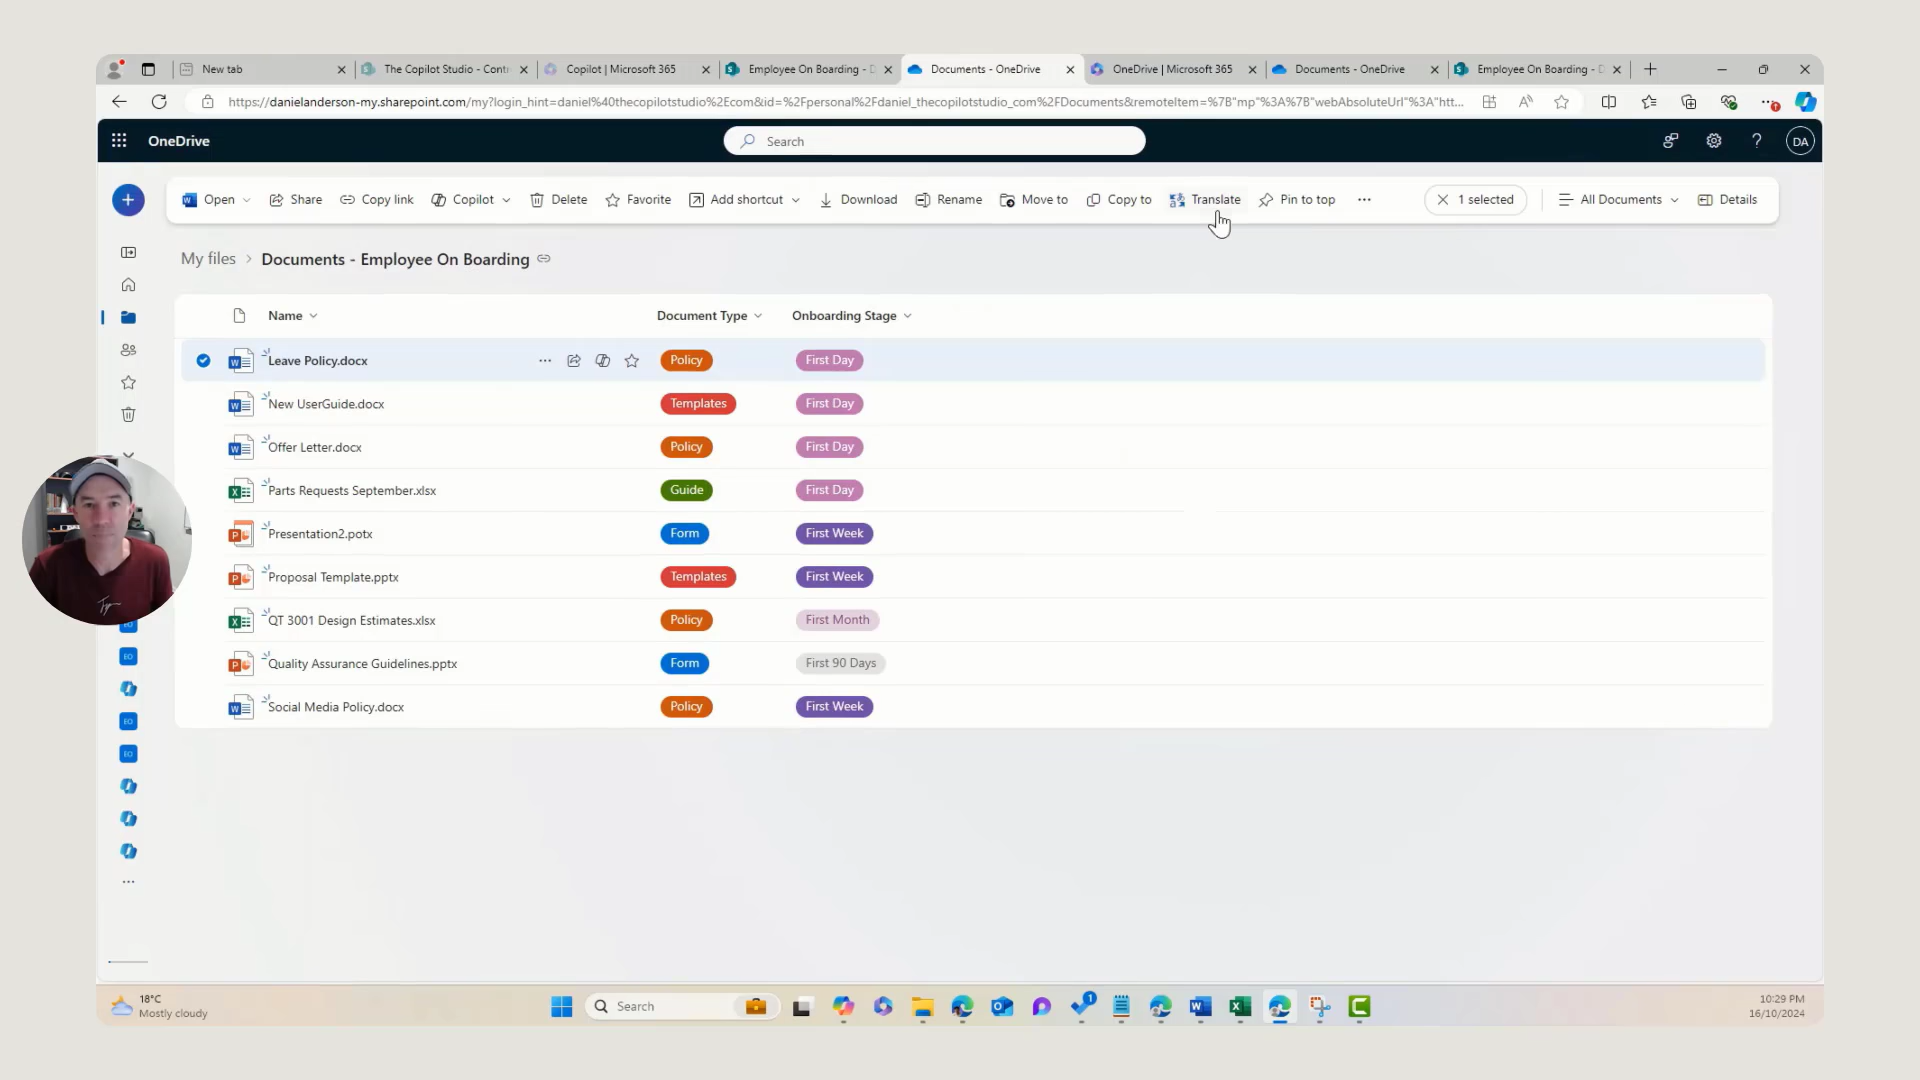 New tab
The Copilot Studio - Contr
Copilot | Microsoft 365
Employee On Boarding - D
Documents - OneDrive
OneDrive | Microsoft 365
Documents - OneDrive
Employee On Boarding - D
https://danielanderson-my.sharepoint.com/my?login_hint=daniel%40thecopilotstudio%2Ecom&id=%2Fpersonal%2Fdaniel_thecopilotstudio_com%2FDocuments&remoteItem=%7B"mp"%3A%7B"webAbsoluteUrl"%3A"htt...
OneDrive
Search
DA
Open
Share
Copy link
Copilot
Delete
Favorite
Add shortcut
Download
Rename
Move to
Copy to
Translate
Pin to top
1 selected
All Documents
Details
My files > Documents - Employee On Boarding
Name Document Type Onboarding Stage
Leave Policy.docx Policy First Day
New UserGuide.docx Templates First Day
Offer Letter.docx Policy First Day
Parts Requests September.xlsx Guide First Day
Presentation2.potx Form First Week
Proposal Template.pptx Templates First Week
QT 3001 Design Estimates.xlsx Policy First Month
Quality Assurance Guidelines.pptx Form First 90 Days
Social Media Policy.docx Policy First Week
EO
EO
EO
EO
18°C
Mostly cloudy
Search
1
10:29 PM
16/10/2024